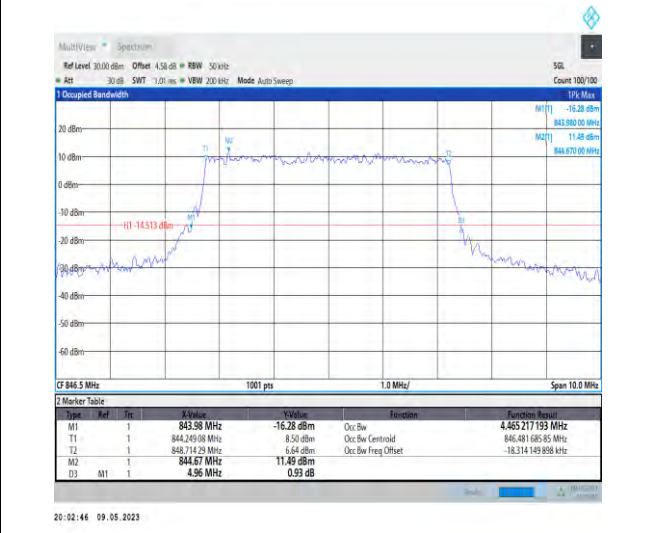 MultiView Spectrum
Ref Level 30.00 dBm Offset 4.58 dB RBW 50 kHz SGL
Att 30 dB SWT 1.01 ms VBW 200 kHz Mode Auto Sweep Count 100/100
1 Occupied Bandwidth 1Pk Max
M1[1] -16.28 dBm
843.980 00 MHz
M2[1] 11.49 dBm
844.670 00 MHz
20 dBm
T1 M2 T2
10 dBm
0 dBm
-10 dBm
M1 D3
H1 -14.513 dBm
-20 dBm
-30 dBm
-40 dBm
-50 dBm
-60 dBm
CF 846.5 MHz 1001 pts 1.0 MHz/ Span 10.0 MHz
2 Marker Table
Type Ref Trc X-Value Y-Value Function Function Result
M1 1 843.98 MHz -16.28 dBm Occ Bw 4.465 217 193 MHz
T1 1 844.249 08 MHz 8.50 dBm Occ Bw Centroid 846.481 685 85 MHz
T2 1 848.714 29 MHz 6.64 dBm Occ Bw Freq Offset -18.314 149 898 kHz
M2 1 844.67 MHz 11.49 dBm
D3 M1 1 4.96 MHz 0.93 dB
20:02:46 09.05.2023